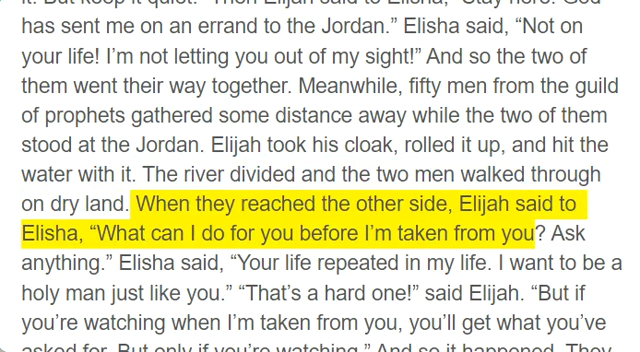 it. But keep it quiet.” Then Elijah said to Elisha, “Stay here. God
has sent me on an errand to the Jordan.” Elisha said, “Not on
your life! I’m not letting you out of my sight!” And so the two of
them went their way together. Meanwhile, fifty men from the guild
of prophets gathered some distance away while the two of them
stood at the Jordan. Elijah took his cloak, rolled it up, and hit the
water with it. The river divided and the two men walked through
on dry land. When they reached the other side, Elijah said to
Elisha, “What can I do for you before I’m taken from you? Ask
anything.” Elisha said, “Your life repeated in my life. I want to be a
holy man just like you.” “That’s a hard one!” said Elijah. “But if
you’re watching when I’m taken from you, you’ll get what you’ve
asked for. But only if you’re watching.” And so it happened. They